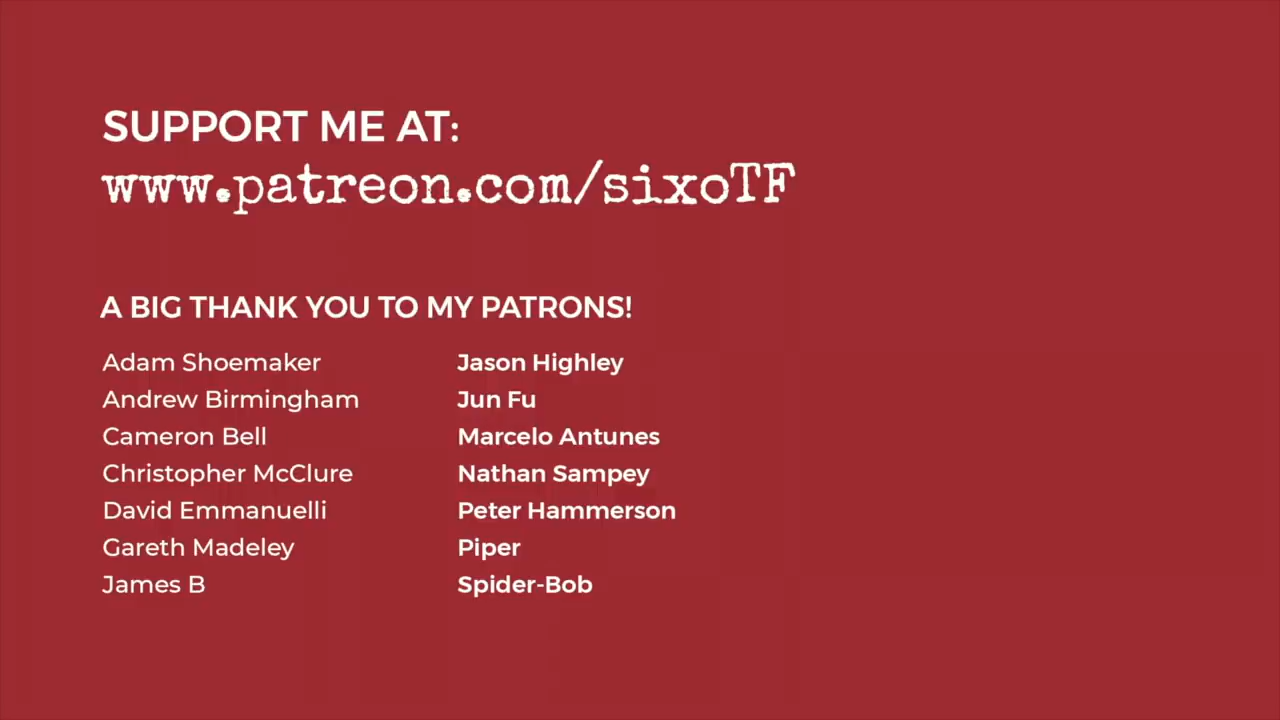 SUPPORT ME AT:
www.patreon.com/sixoTF
A BIG THANK YOU TO MY PATRONS!
Adam Shoemaker
Andrew Birmingham
Cameron Bell
Christopher McClure
David Emmanuelli
Gareth Madeley
James B
Jason Highley
Jun Fu
Marcelo Antunes
Nathan Sampey
Peter Hammerson
Piper
Spider-Bob